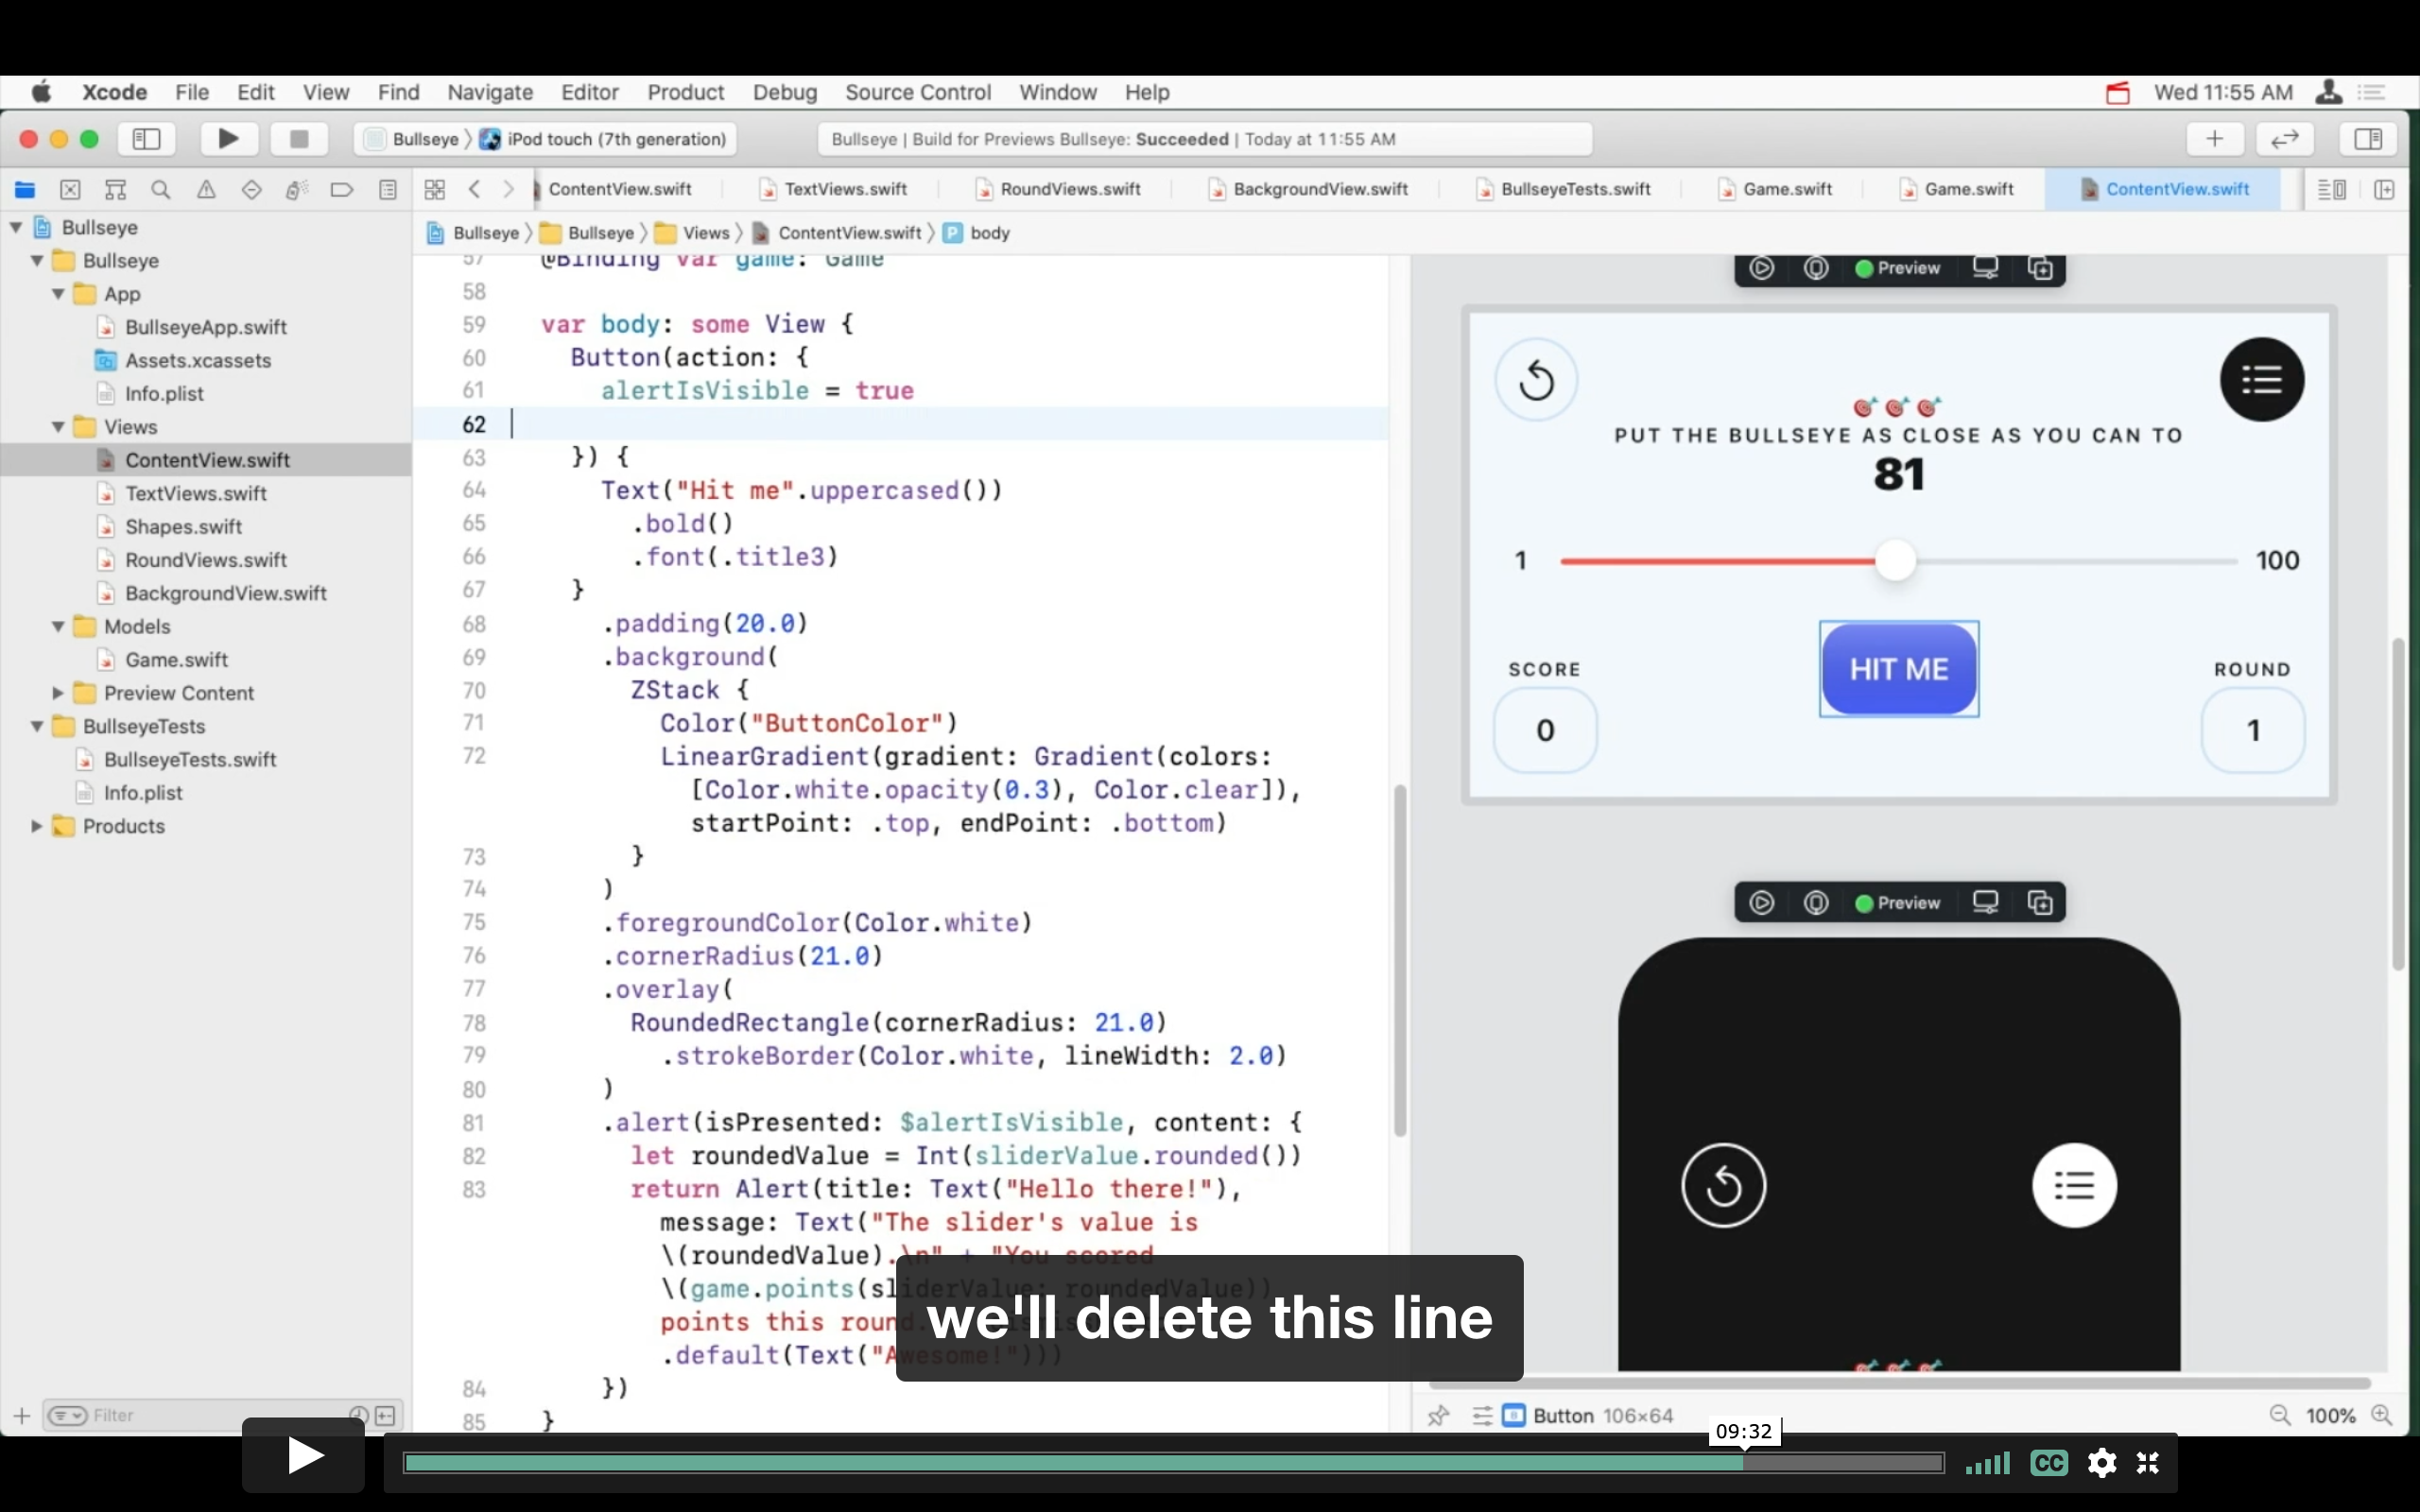 Xcode File Edit View Find Navigate Editor Product Debug Source Control Window Help Wed 11:55 AM
Bullseye iPod touch (7th generation) Bullseye | Build for Previews Bullseye: Succeeded | Today at 11:55 AM
ContentView.swift TextViews.swift RoundViews.swift BackgroundView.swift BullseyeTests.swift Game.swift Game.swift ContentView.swift
Bullseye Bullseye Views ContentView.swift P body
Bullseye
Bullseye
App
BullseyeApp.swift
Assets.xcassets
Info.plist
Views
ContentView.swift
TextViews.swift
Shapes.swift
RoundViews.swift
BackgroundView.swift
Models
Game.swift
Preview Content
BullseyeTests
BullseyeTests.swift
Info.plist
Products
Filter
57 @Binding var game: Game
58
59 var body: some View {
60 Button(action: {
61 alertIsVisible = true
62
63 }) {
64 Text("Hit me".uppercased())
65 .bold()
66 .font(.title3)
67 }
68 .padding(20.0)
69 .background(
70 ZStack {
71 Color("ButtonColor")
72 LinearGradient(gradient: Gradient(colors:
[Color.white.opacity(0.3), Color.clear]),
startPoint: .top, endPoint: .bottom)
73 }
74 )
75 .foregroundColor(Color.white)
76 .cornerRadius(21.0)
77 .overlay(
78 RoundedRectangle(cornerRadius: 21.0)
79 .strokeBorder(Color.white, lineWidth: 2.0)
80 )
81 .alert(isPresented: $alertIsVisible, content: {
82 let roundedValue = Int(sliderValue.rounded())
83 return Alert(title: Text("Hello there!"),
message: Text("The slider's value is
\(roundedValue).\n" + "You scored
\(game.points(sliderValue: roundedValue))
points this round.
.default(Text("Awesome!")))
84 })
85 }
Preview
PUT THE BULLSEYE AS CLOSE AS YOU CAN TO
81
1 100
HIT ME
SCORE
0
ROUND
1
Preview
Button 106×64 100%
we'll delete this line
09:32
CC